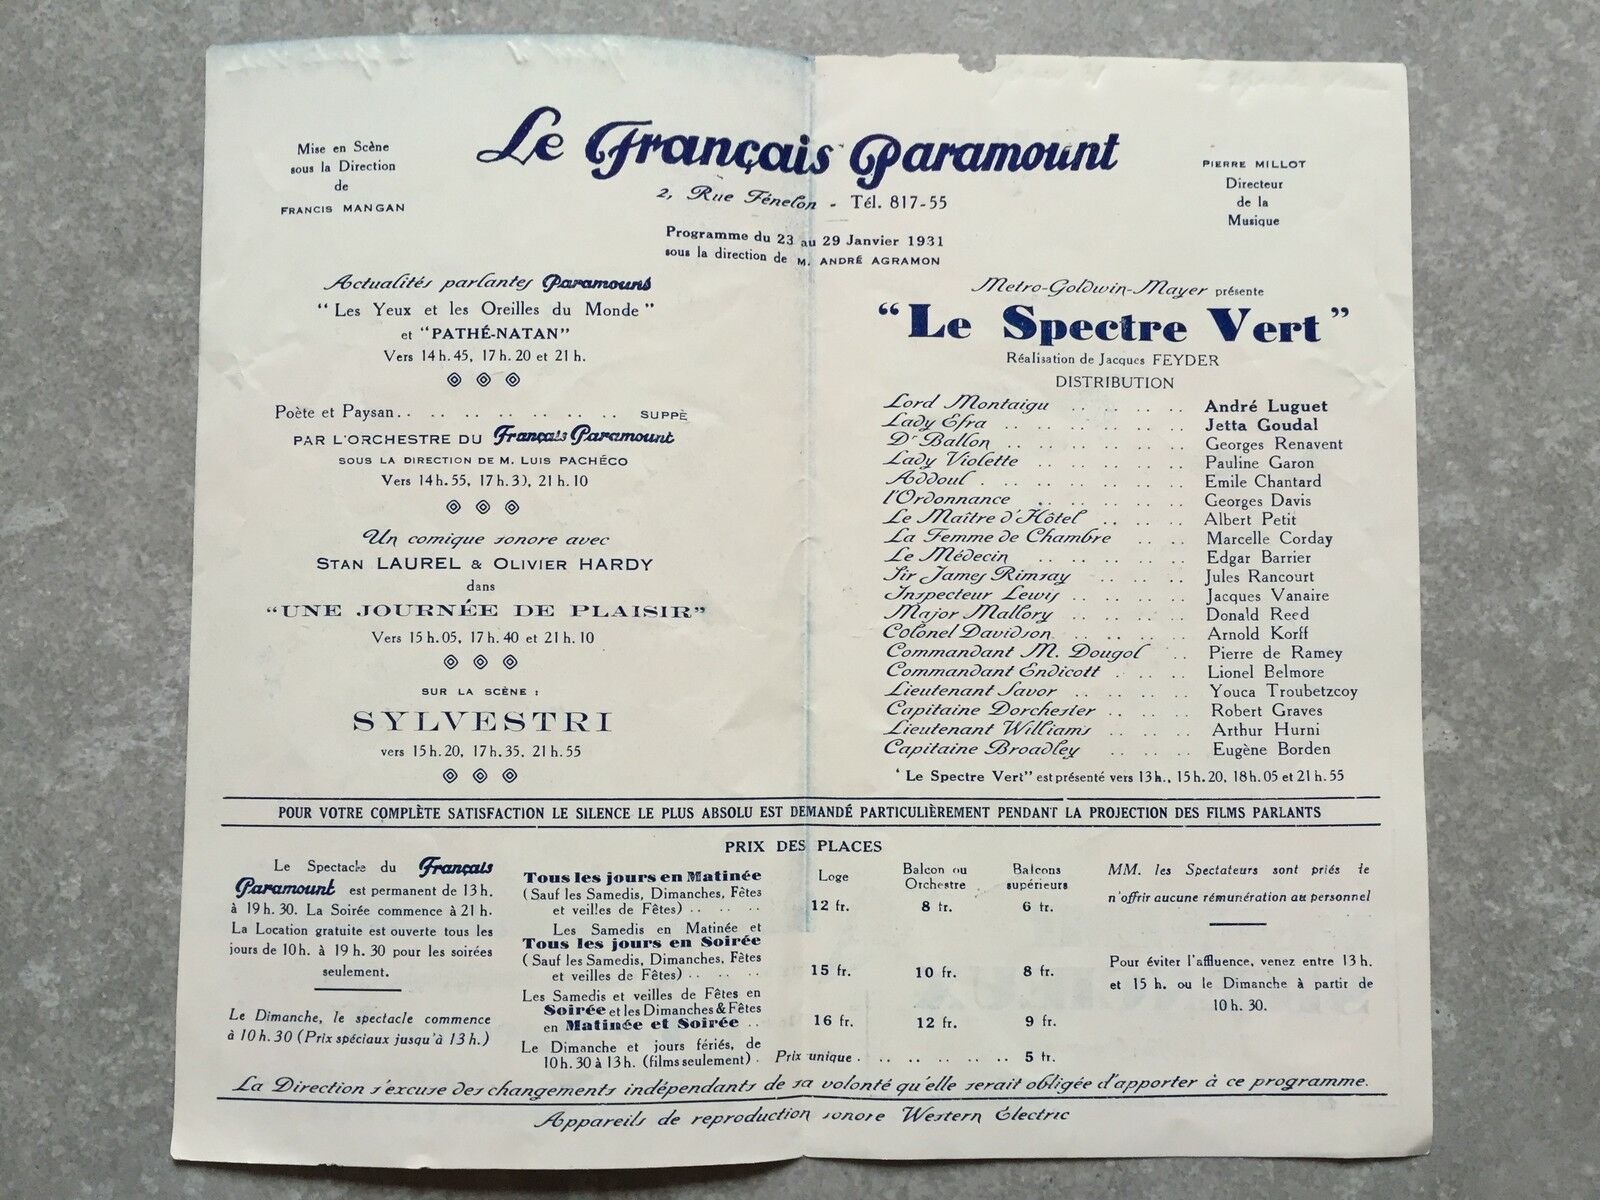 Le Français Paramount
2, Rue Fénelon - Tél. 817-55
Mise en Scène
sous la Direction
de
FRANCIS MANGAN
PIERRE MILLOT
Directeur
de la
Musique
Programme du 23 au 29 Janvier 1931
sous la direction de M. ANDRÉ AGRAMON
Actualités parlantes Paramount
"Les Yeux et les Oreilles du Monde"
et "PATHÉ-NATAN"
Vers 14 h. 45, 17 h. 20 et 21 h.
Poète et Paysan.. .. .. .. .. .. .. SUPPÈ
PAR L'ORCHESTRE DU Français Paramount
SOUS LA DIRECTION DE M. LUIS PACHÉCO
Vers 14 h. 55, 17 h. 30, 21 h. 10
Un comique sonore avec
STAN LAUREL & OLIVIER HARDY
dans
"UNE JOURNÉE DE PLAISIR"
Vers 15 h. 05, 17 h. 40 et 21 h. 10
SUR LA SCÈNE :
SYLVESTRI
vers 15 h. 20, 17 h. 35, 21 h. 55
Metro-Goldwin-Mayer présente
"Le Spectre Vert"
Réalisation de Jacques FEYDER
DISTRIBUTION
Lord Montaigu .. .. .. .. André Luguet
Lady Efra .. .. .. .. .. Jetta Goudal
Dr Ballon .. .. .. .. .. Georges Renavent
Lady Violette .. .. .. .. Pauline Garon
Addoul . .. .. .. .. .. Emile Chantard
l'Ordonnance .. .. .. .. Georges Davis
Le Maître d'Hôtel .. .. .. Albert Petit
La Femme de Chambre .. .. Marcelle Corday
Le Médecin .. .. .. .. Edgar Barrier
Sir James Rimsay .. .. .. Jules Rancourt
Inspecteur Lewis .. .. .. .. Jacques Vanaire
Major Mallory .. .. .. .. Donald Reed
Colonel Davidson .. .. .. .. Arnold Korff
Commandant M. Dougol .. Pierre de Ramey
Commandant Endicott . .. .. Lionel Belmore
Lieutenant Savor .. .. .. .. Youca Troubetzcoy
Capitaine Dorchester .. .. .. Robert Graves
Lieutenant Williams .. .. .. Arthur Hurni
Capitaine Broadley .. .. .. Eugène Borden
'Le Spectre Vert" est présenté vers 13 h., 15 h. 20, 18 h. 05 et 21 h. 55
POUR VOTRE COMPLÈTE SATISFACTION LE SILENCE LE PLUS ABSOLU EST DEMANDÉ PARTICULIÈREMENT PENDANT LA PROJECTION DES FILMS PARLANTS
PRIX DES PLACES
Le Spectacle du Français
Paramount est permanent de 13 h.
à 19 h. 30. La Soirée commence à 21 h.
La Location gratuite est ouverte tous les
jours de 10 h. à 19 h. 30 pour les soirées
seulement.
Le Dimanche, le spectacle commence
à 10 h. 30 (Prix spéciaux jusqu'à 13 h.)
Loge Balcon ou Orchestre Balcons supérieurs
Tous les jours en Matinée
(Sauf les Samedis, Dimanches, Fêtes
et veilles de Fêtes) .. .. .. 12 fr. 8 fr. 6 fr.
Les Samedis en Matinée et
Tous les jours en Soirée
(Sauf les Samedis, Dimanches, Fêtes
et veilles de Fêtes) .. .. .. 15 fr. 10 fr. 8 fr.
Les Samedis et veilles de Fêtes en
Soirée et les Dimanches & Fêtes
en Matinée et Soirée .. 16 fr. 12 fr. 9 fr.
Le Dimanche et jours fériés, de
10 h. 30 à 13 h. (films seulement) . Prix unique . .. .. .. .. .. 5 fr.
MM. les Spectateurs sont priés de
n'offrir aucune rémunération au personnel
Pour éviter l'affluence, venez entre 13 h.
et 15 h. ou le Dimanche à partir de
10 h. 30.
La Direction s'excuse des changements indépendants de sa volonté qu'elle serait obligée d'apporter à ce programme.
Appareils de reproduction sonore Western Electric